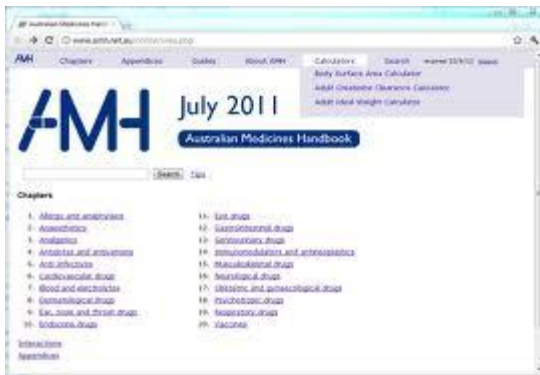 Australian Medicines Hand
www.amh.net.au/online/view.php
AMH Chapters Appendices Guides About AMH Calculators Search
Body Surface Area Calculator
Adult Creatinine Clearance Calculator
Adult Ideal Weight Calculator
AMH
July 2011
Australian Medicines Handbook
Search Tips
Chapters
1. Allergy and anaphylaxis
2. Anaesthetics
3. Analgesics
4. Antidotes and antivenoms
5. Anti-infectives
6. Cardiovascular drugs
7. Blood and electrolytes
8. Dermatological drugs
9. Ear, nose and throat drugs
10. Endocrine drugs
11. Eye drugs
12. Gastrointestinal drugs
13. Genitourinary drugs
14. Immunomodulators and antineoplastics
15. Musculoskeletal drugs
16. Neurological drugs
17. Obstetric and gynaecological drugs
18. Psychotropic drugs
19. Respiratory drugs
20. Vaccines
Interactions
Appendices